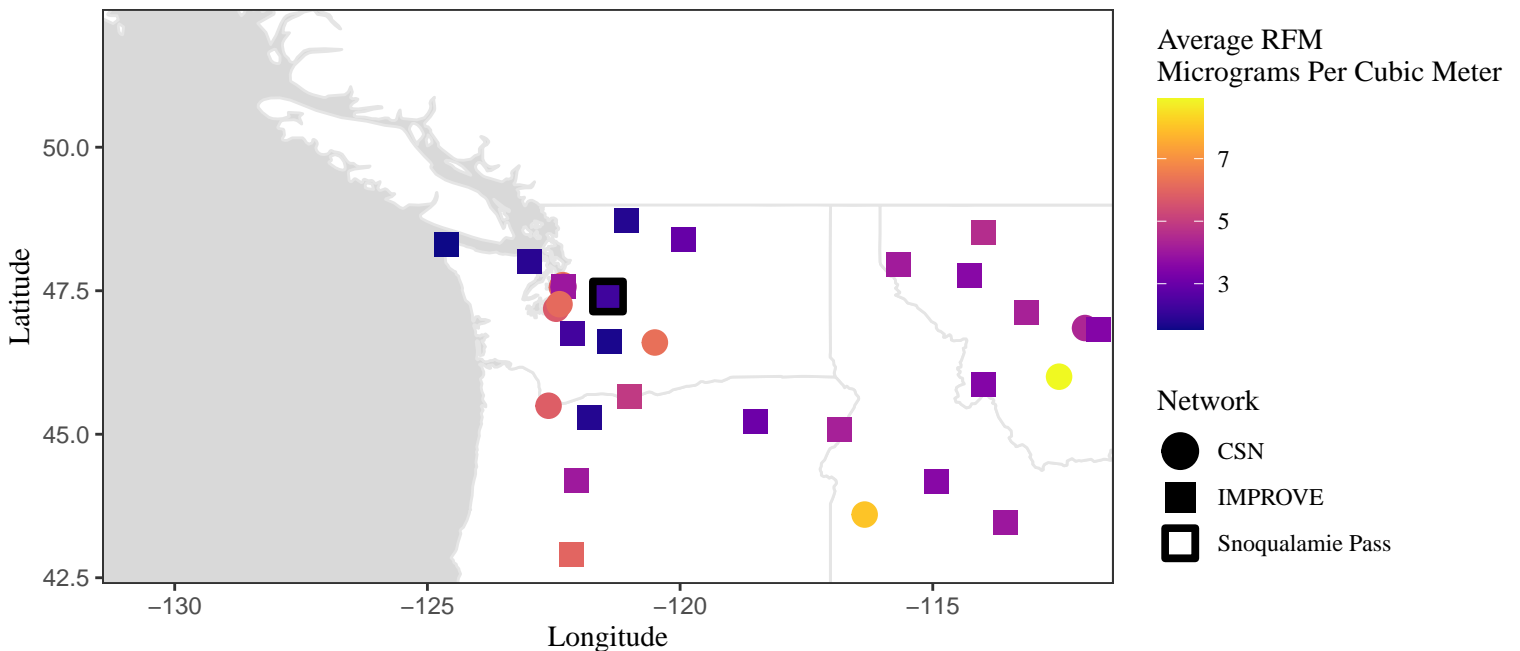 Average RFM
Micrograms Per Cubic Meter
7
5
3
Network
CSN
IMPROVE
Snoqualamie Pass
Latitude
50.0
47.5
45.0
42.5
−130
−125
−120
−115
Longitude